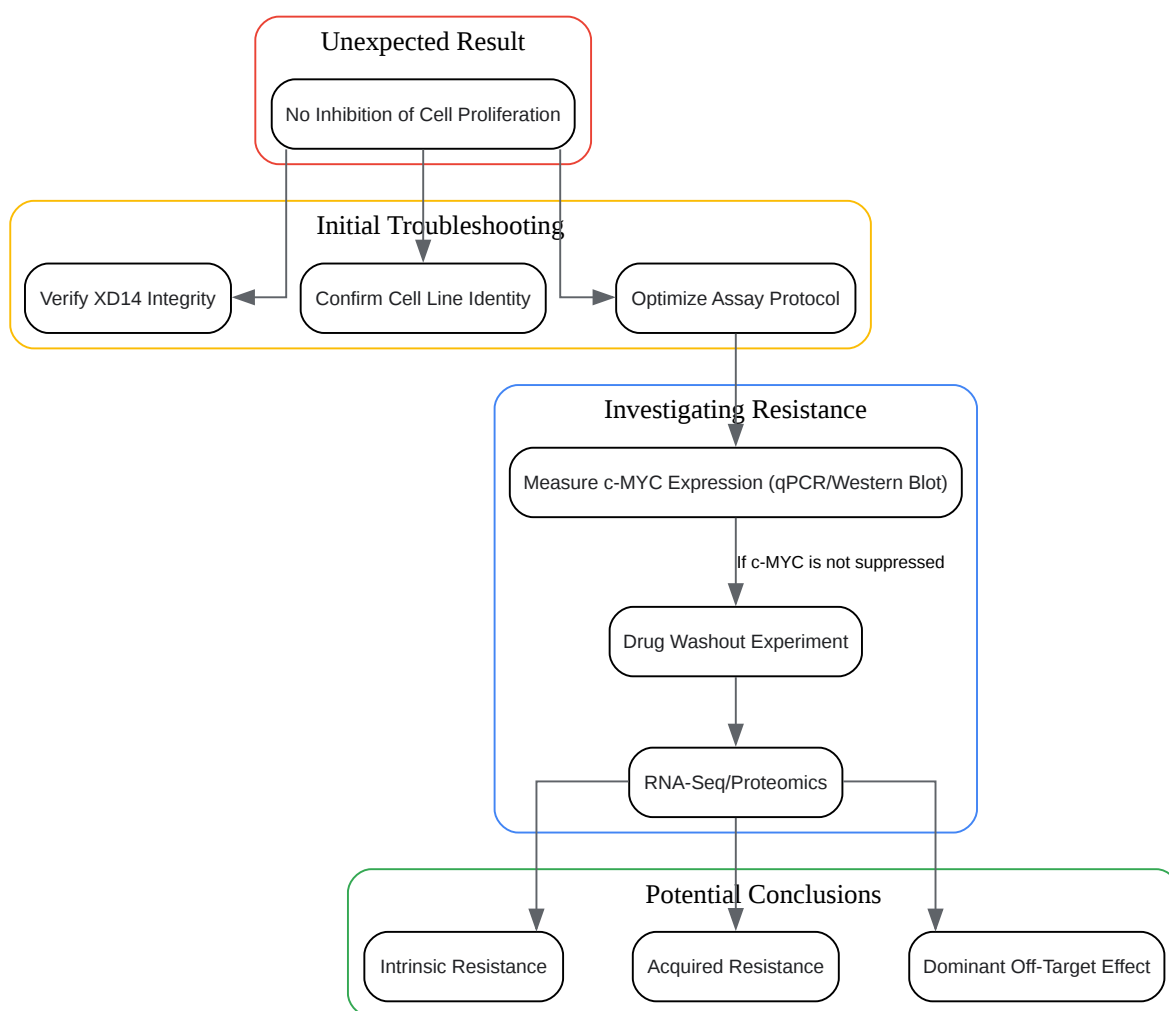 Unexpected Result
No Inhibition of Cell Proliferation
Initial Troubleshooting
Verify XD14 Integrity
Confirm Cell Line Identity
Optimize Assay Protocol
Investigating Resistance
Measure c-MYC Expression (qPCR/Western Blot)
If c-MYC is not suppressed
Drug Washout Experiment
RNA-Seq/Proteomics
Potential Conclusions
Intrinsic Resistance
Acquired Resistance
Dominant Off-Target Effect